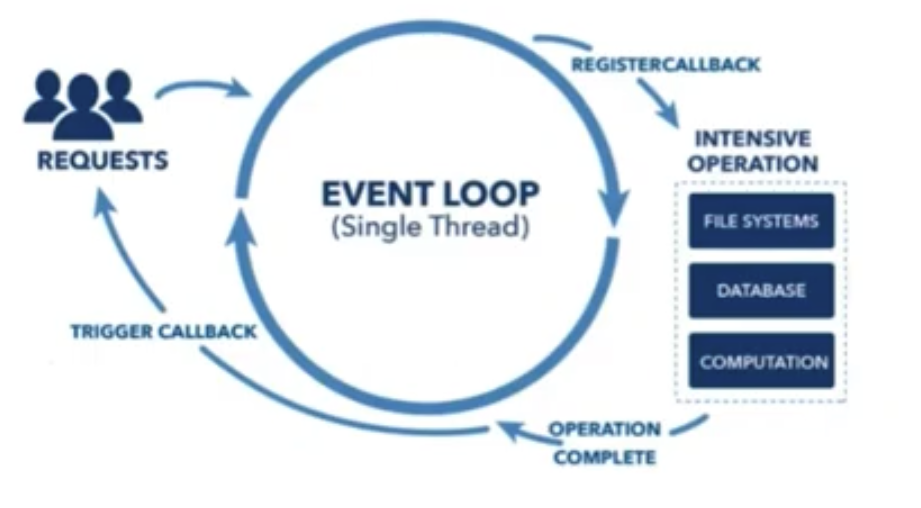 REGISTERCALLBACK
REQUESTS
INTENSIVE
OPERATION
EVENT LOOP
(Single Thread)
FILE SYSTEMS
DATABASE
COMPUTATION
TRIGGER CALLBACK
OPERATION
COMPLETE